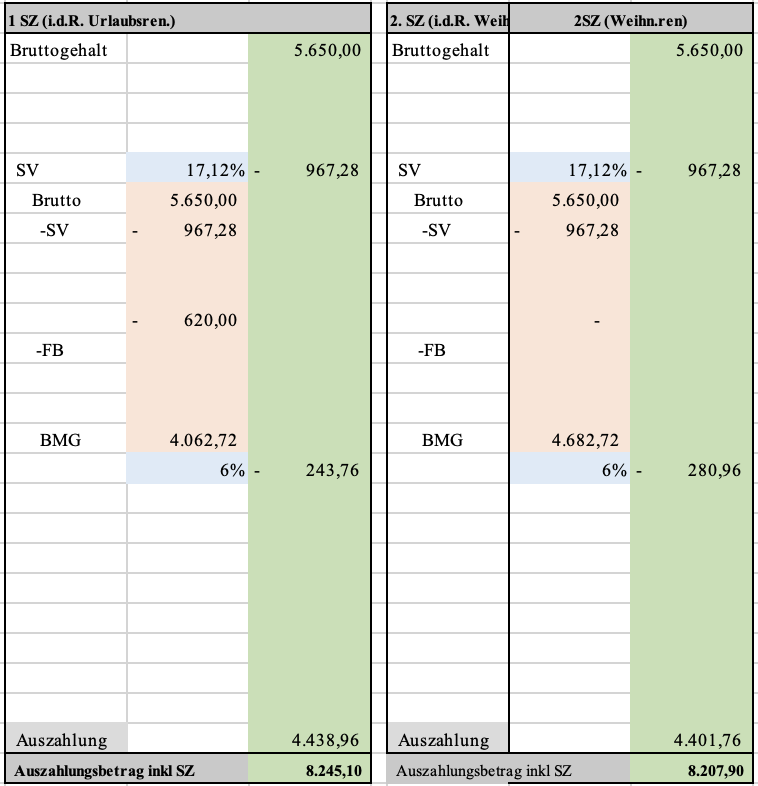 1 SZ (i.d.R. Urlaubsren.)
Bruttogehalt 5.650,00
SV 17,12% - 967,28
Brutto 5.650,00
-SV - 967,28
- 620,00
-FB
BMG 4.062,72
6% - 243,76
Auszahlung 4.438,96
Auszahlungsbetrag inkl SZ 8.245,10
2. SZ (i.d.R. Weih 2SZ (Weihn.ren)
Bruttogehalt 5.650,00
SV 17,12% - 967,28
Brutto 5.650,00
-SV - 967,28
-
-FB
BMG 4.682,72
6% - 280,96
Auszahlung 4.401,76
Auszahlungsbetrag inkl SZ 8.207,90